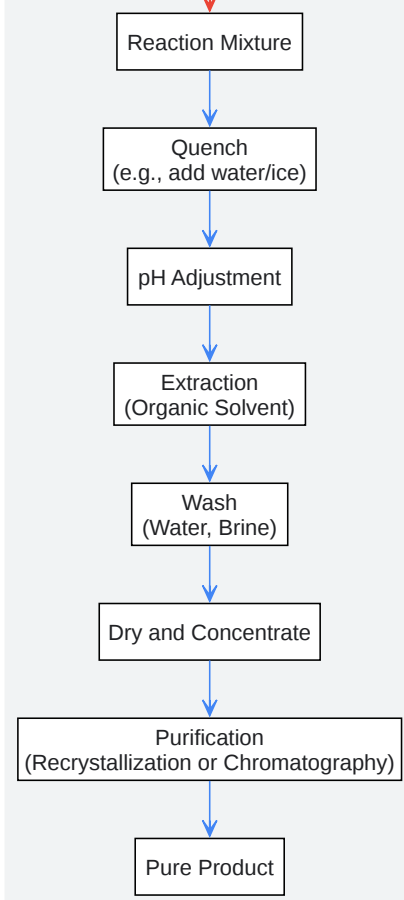 Reaction Mixture
Quench
(e.g., add water/ice)
pH Adjustment
Extraction
(Organic Solvent)
Wash
(Water, Brine)
Dry and Concentrate
Purification
(Recrystallization or Chromatography)
Pure Product